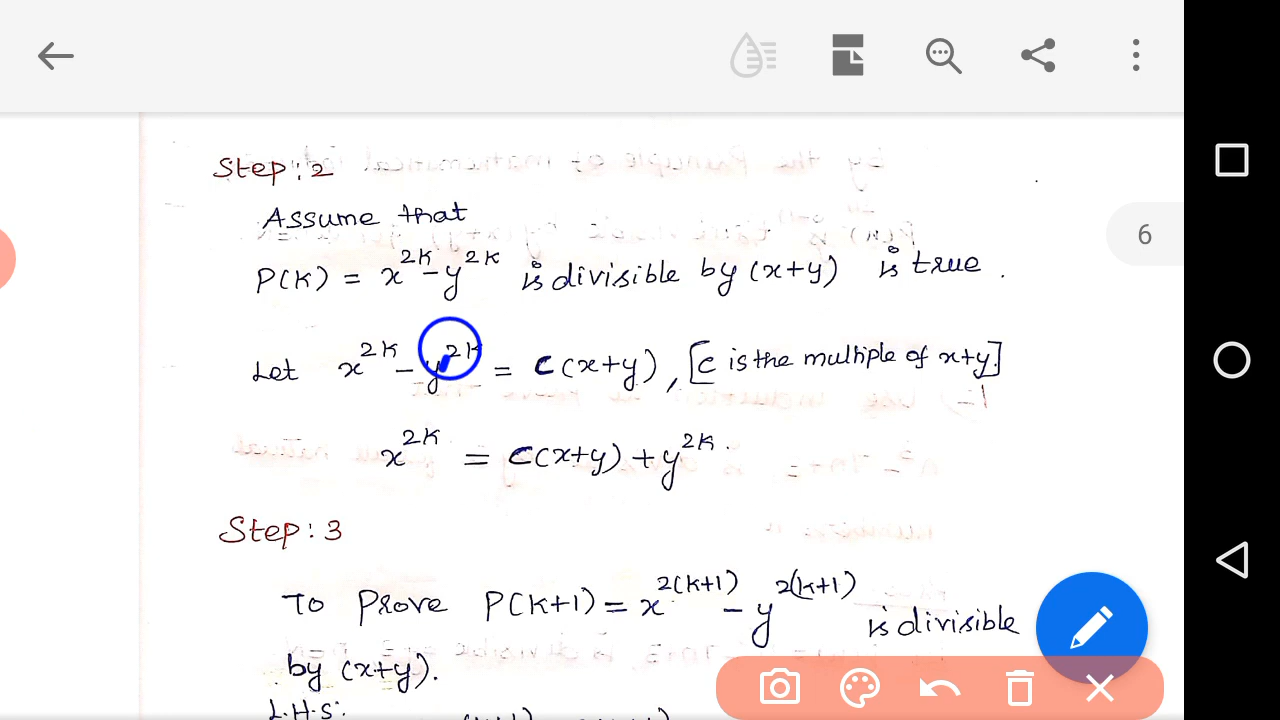 Step: 2
Assume that
P(K) = x^2K - y^2K is divisible by (x+y) is true.
6
Let x^2K - y^2K = c(x+y), [c is the multiple of x+y]
x^2K = c(x+y) + y^2K.
Step: 3
To Prove P(K+1) = x^2(K+1) - y^2(K+1) is divisible
by (x+y).
L.H.S: